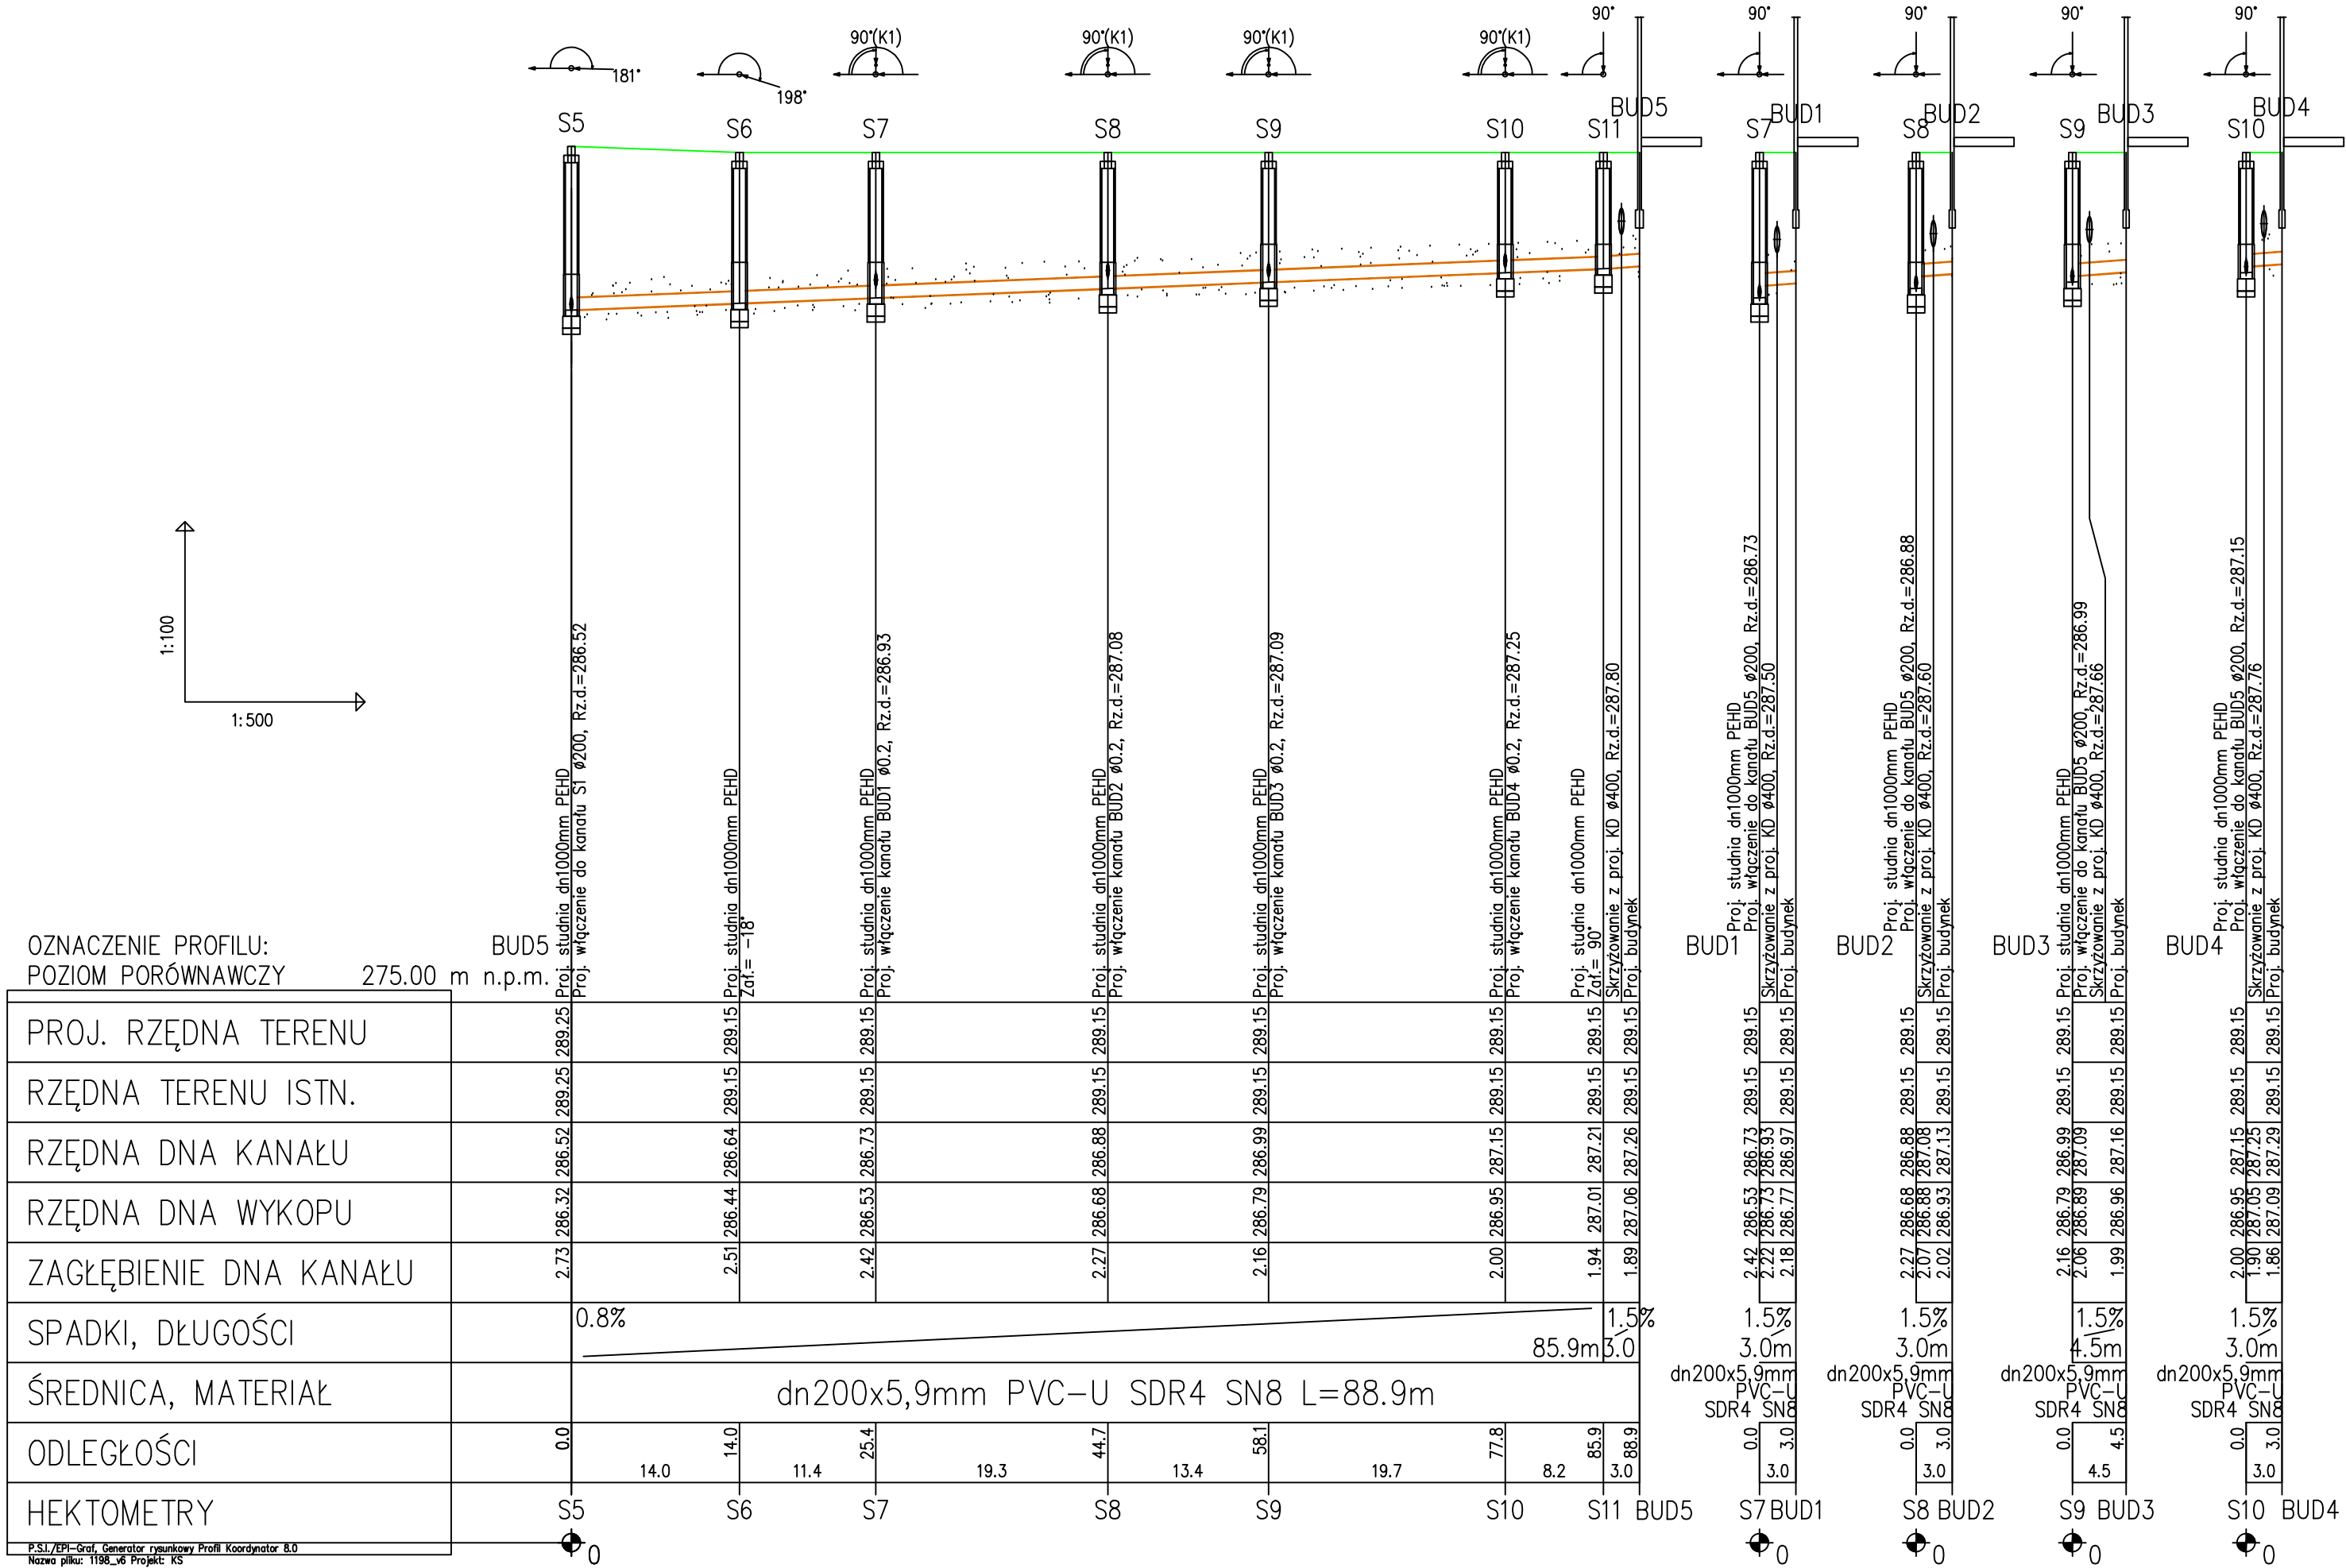 90° 90° 90° 90° 90°
90°(K1) 90°(K1) 90°(K1) 90°(K1)
181°
198°
BUD5 BUD1 BUD2 BUD3 BUD4
S5 S6 S7 S8 S9 S10 S11 S7 S8 S9 S10
1:100
1:500
Proj. studnia dn1000mm PEHD
Proj. włączenie do kanału S1 ø200, Rz.d.=286.52
Proj. studnia dn1000mm PEHD
Zał.= -18°
Proj. studnia dn1000mm PEHD
Proj. włączenie kanału BUD1 ø0.2, Rz.d.=286.93
Proj. studnia dn1000mm PEHD
Proj. włączenie kanału BUD2 ø0.2, Rz.d.=287.08
Proj. studnia dn1000mm PEHD
Proj. włączenie kanału BUD3 ø0.2, Rz.d.=287.09
Proj. studnia dn1000mm PEHD
Proj. włączenie kanału BUD4 ø0.2, Rz.d.=287.25
Proj. studnia dn1000mm PEHD
Zał.= 90°
Skrzyżowanie z proj. KD ø400, Rz.d.=287.80
Proj. budynek
Proj. studnia dn1000mm PEHD
Proj. włączenie do kanału BUD5 ø200, Rz.d.=286.73
Skrzyżowanie z proj. KD ø400, Rz.d.=287.50
Proj. budynek
Proj. studnia dn1000mm PEHD
Proj. włączenie do kanału BUD5 ø200, Rz.d.=286.88
Skrzyżowanie z proj. KD ø400, Rz.d.=287.60
Proj. budynek
Proj. studnia dn1000mm PEHD
Proj. włączenie do kanału BUD5 ø200, Rz.d.=286.99
Skrzyżowanie z proj. KD ø400, Rz.d.=287.66
Proj. budynek
Proj. studnia dn1000mm PEHD
Proj. włączenie do kanału BUD5 ø200, Rz.d.=287.15
Skrzyżowanie z proj. KD ø400, Rz.d.=287.76
Proj. budynek
OZNACZENIE PROFILU: BUD5 BUD1 BUD2 BUD3 BUD4
POZIOM PORÓWNAWCZY 275.00 m n.p.m.
PROJ. RZĘDNA TERENU 289.25 289.15 289.15 289.15 289.15 289.15 289.15 289.15 289.15 289.15 289.15 289.15 289.15 289.15 289.15 289.15
RZĘDNA TERENU ISTN. 289.25 289.15 289.15 289.15 289.15 289.15 289.15 289.15 289.15 289.15 289.15 289.15 289.15 289.15 289.15 289.15
RZĘDNA DNA KANAŁU 286.52 286.64 286.73 286.88 286.99 287.15 287.21 287.26 286.73 286.93 286.97 286.88 287.08 287.13 286.99 287.09 287.16 287.15 287.25 287.29
RZĘDNA DNA WYKOPU 286.32 286.44 286.53 286.68 286.79 286.95 287.01 287.06 286.53 286.73 286.77 286.68 286.88 286.93 286.79 286.89 286.96 286.95 287.05 287.09
ZAGŁĘBIENIE DNA KANAŁU 2.73 2.51 2.42 2.27 2.16 2.00 1.94 1.89 2.42 2.22 2.18 2.27 2.07 2.02 2.16 2.06 1.99 2.00 1.90 1.86
SPADKI, DŁUGOŚCI 0.8% 1.5% 1.5% 1.5% 1.5% 1.5%
85.9m 3.0 3.0m 3.0m 4.5m 3.0m
ŚREDNICA, MATERIAŁ dn200x5,9mm PVC-U SDR4 SN8 L=88.9m
dn200x5,9mm
PVC-U
SDR4 SN8
dn200x5,9mm
PVC-U
SDR4 SN8
dn200x5,9mm
PVC-U
SDR4 SN8
dn200x5,9mm
PVC-U
SDR4 SN8
ODLEGŁOŚCI 0.0 14.0 25.4 44.7 58.1 77.8 85.9 88.9 0.0 3.0 0.0 3.0 0.0 4.5 0.0 3.0
14.0 11.4 19.3 13.4 19.7 8.2 3.0 3.0 3.0 4.5 3.0
HEKTOMETRY S5 S6 S7 S8 S9 S10 S11 BUD5 S7 BUD1 S8 BUD2 S9 BUD3 S10 BUD4
0 0 0 0 0
P.S.I./EPI-Graf, Generator rysunkowy Profil Koordynator 8.0
Nazwa pliku: 1198_v6 Projekt: KS